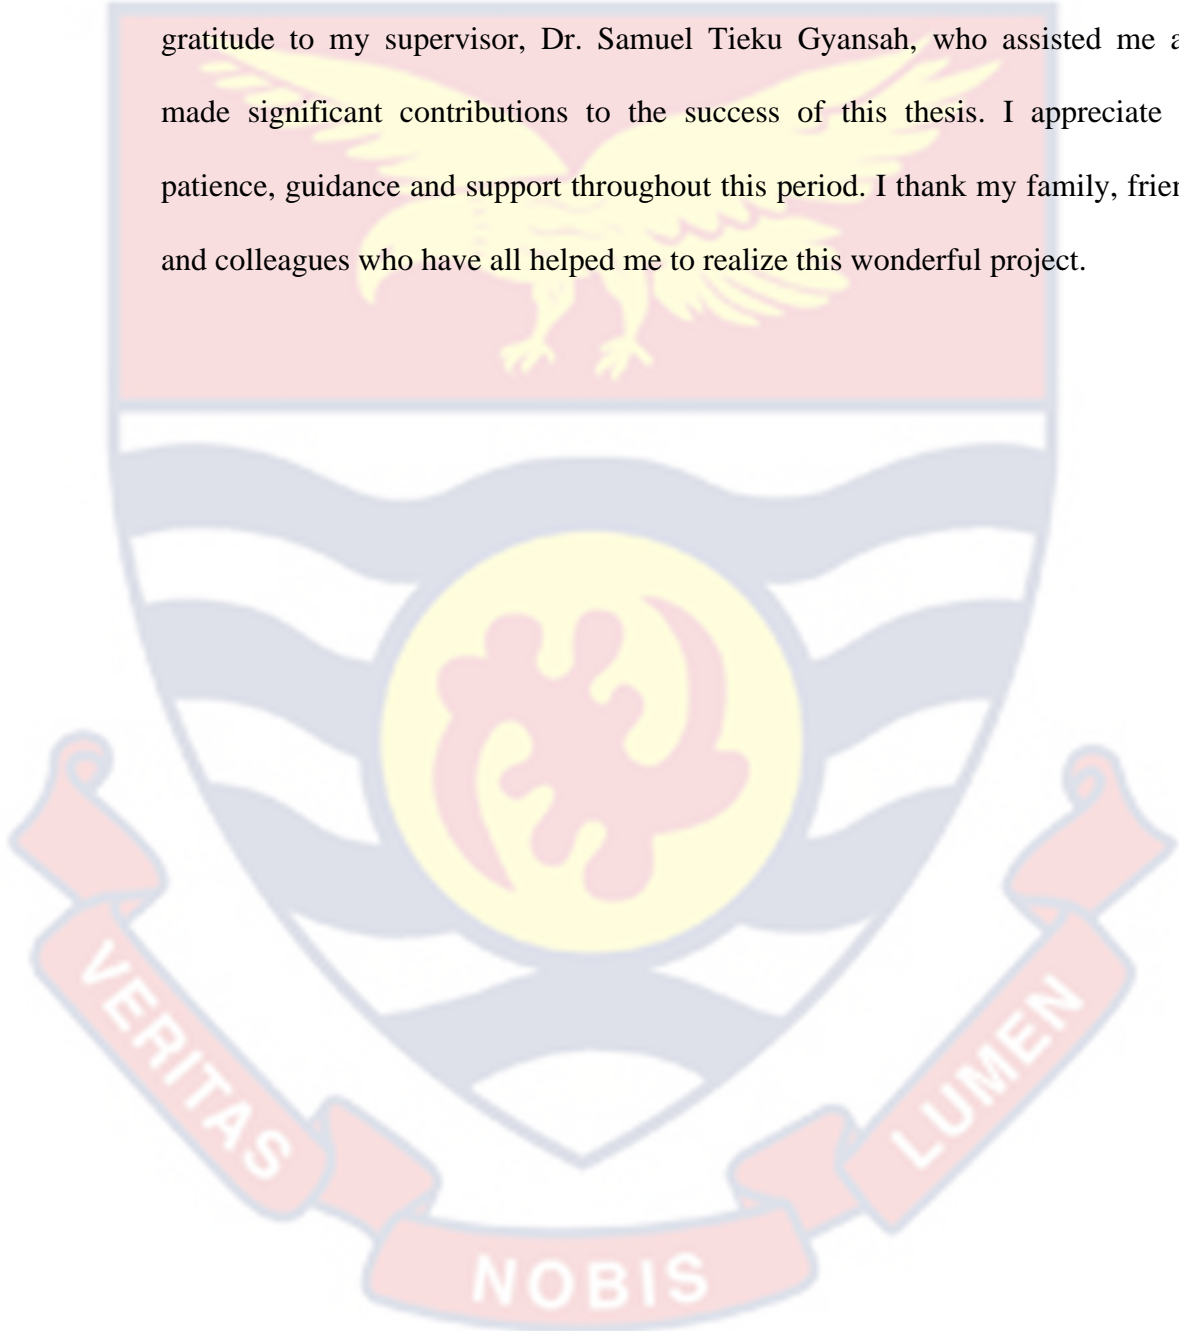 gratitude to my supervisor, Dr. Samuel Tieku Gyansah, who assisted me a
made significant contributions to the success of this thesis. I appreciate
patience, guidance and support throughout this period. I thank my family, frien
and colleagues who have all helped me to realize this wonderful project.
VERITAS
NOBIS
LUMEN